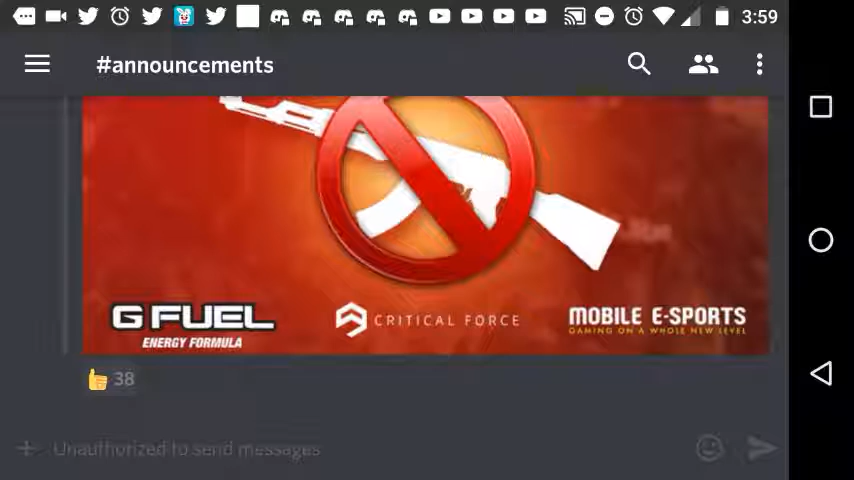 3:59
#announcements
G FUEL
ENERGY FORMULA
CRITICAL FORCE
MOBILE E-SPORTS
GAMING ON A WHOLE NEW LEVEL
38
Unauthorized to send messages